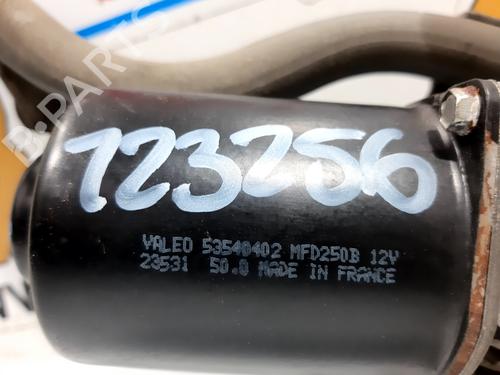 B-PARTS
123256
VALEO 53540402 MFD250B 12V
23531 50.0 MADE IN FRANCE